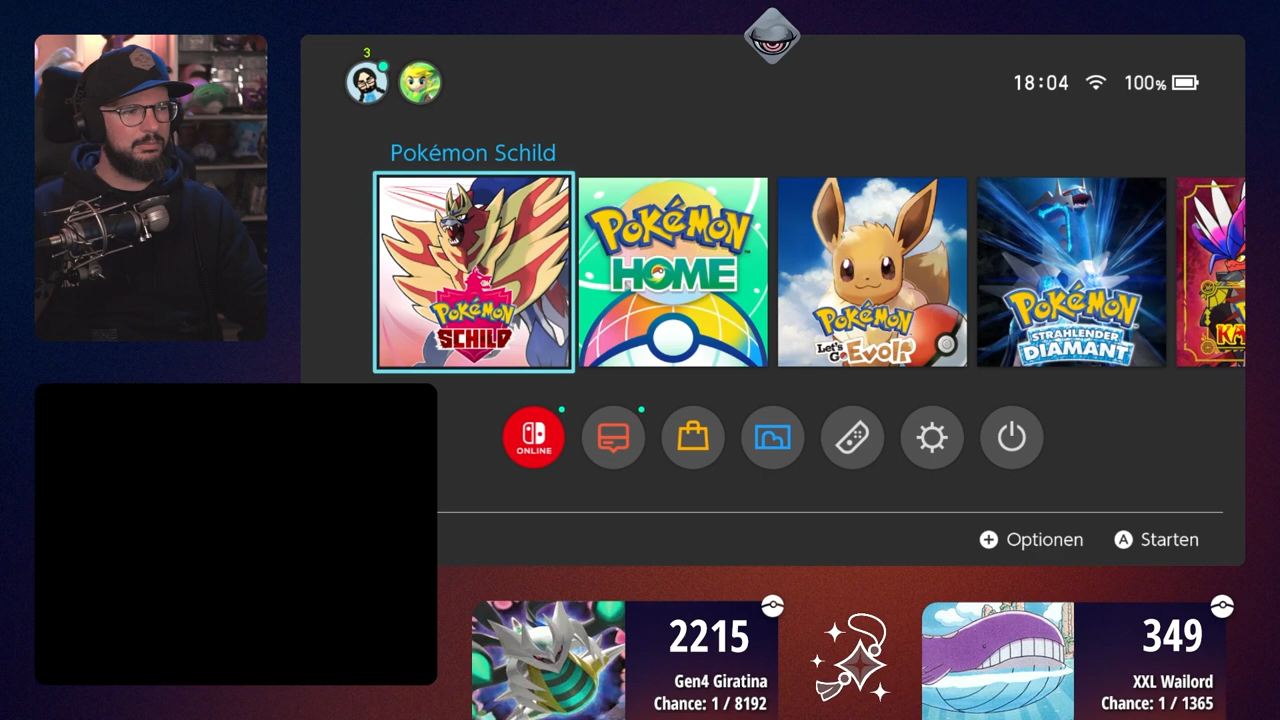 3
18:04
100%
Pokémon Schild
POKÉMON
SCHILD
POKÉMON
HOME
POKÉMON
Let's Go Evoli
POKÉMON
STRAHLENDER
DIAMANT
KA
ONLINE
+ Optionen
A Starten
2215
Gen4 Giratina
Chance: 1 / 8192
349
XXL Wailord
Chance: 1 / 1365